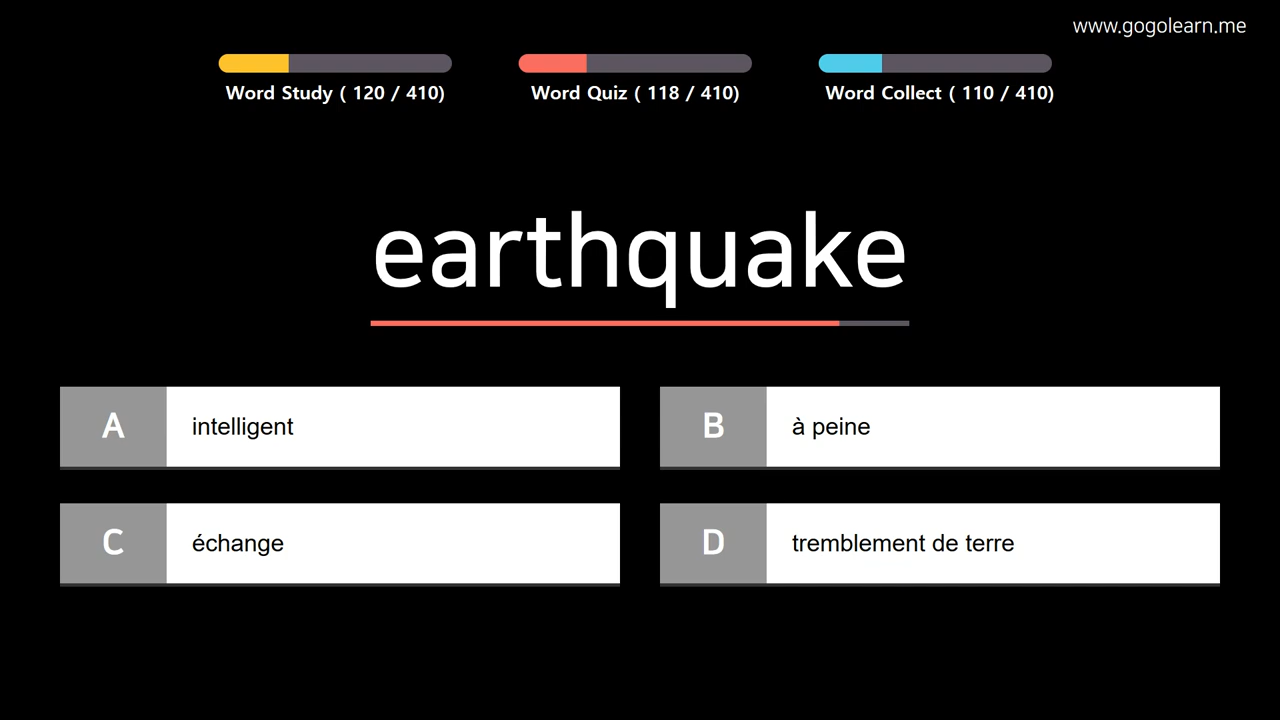 www.gogolearn.me
Word Study ( 120 / 410)
Word Quiz ( 118 / 410)
Word Collect ( 110 / 410)
earthquake
A intelligent
B à peine
C échange
D tremblement de terre